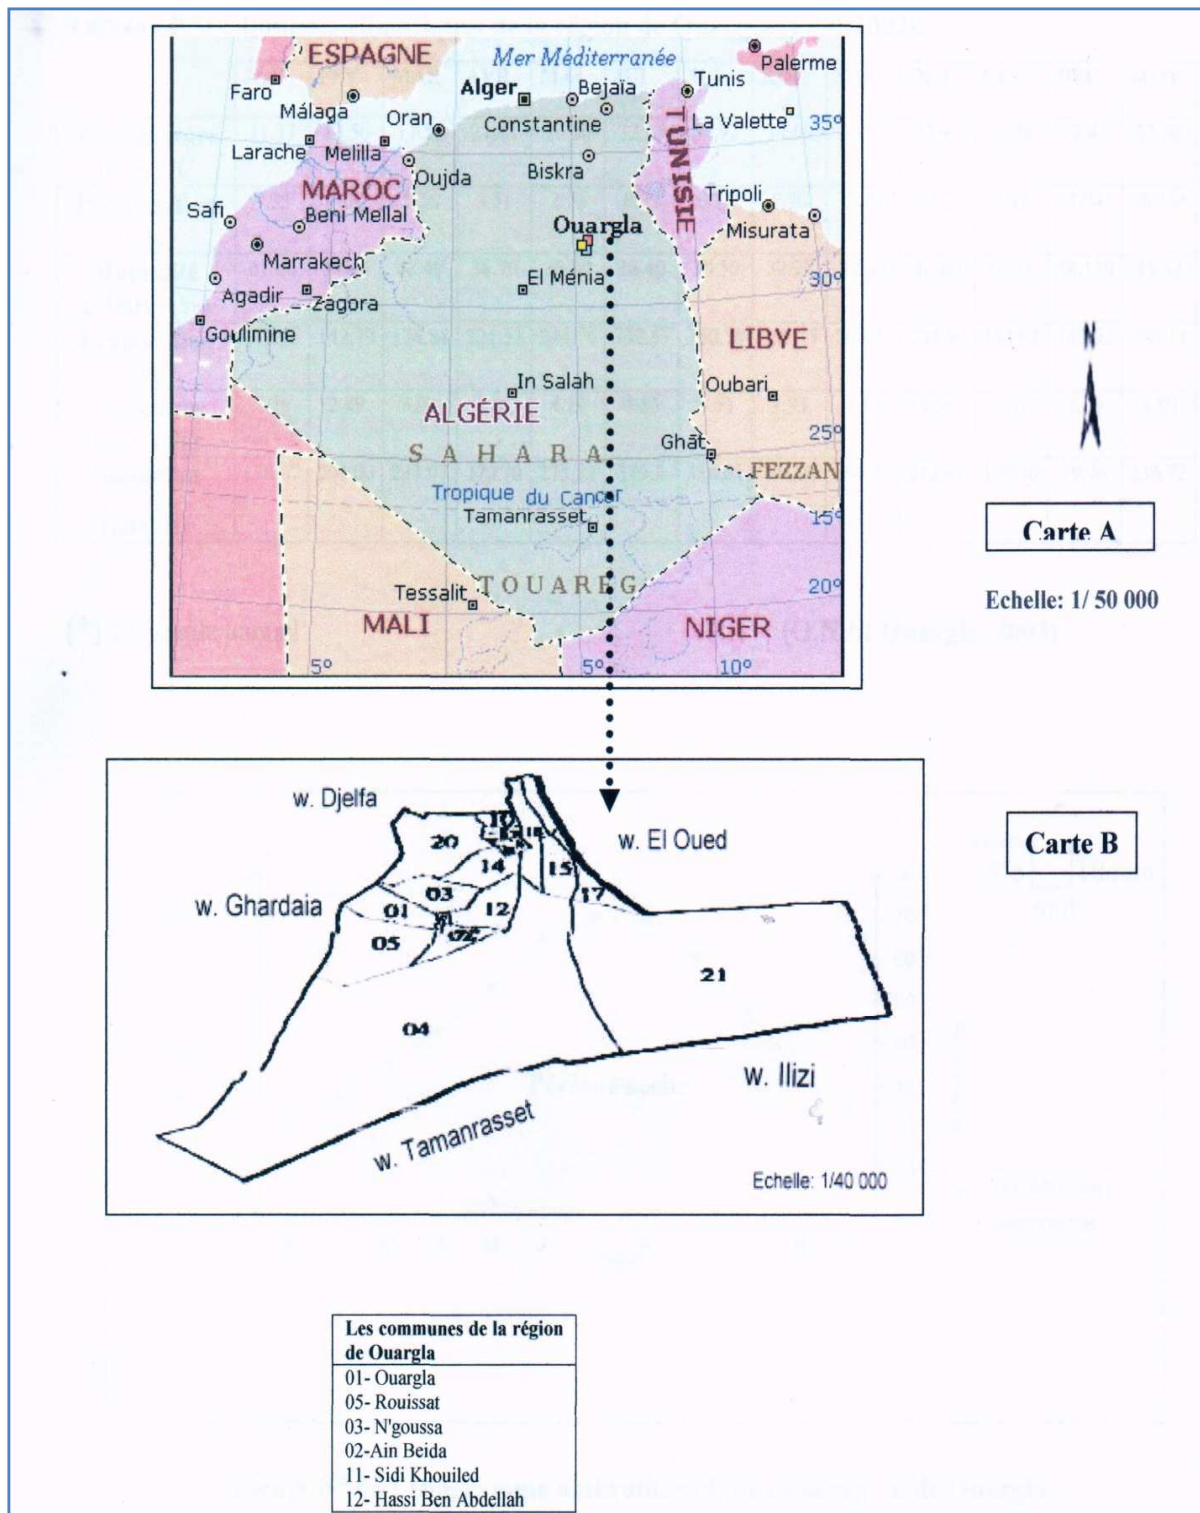 ESPAGNE
Mer Méditerranée
Palerme
Faro
Málaga
Alger
Bejaïa
Tunis
Oran
Constantine
La Valette
35°
Larache
Melilla
Oujda
Biskra
TUNISIE
MAROC
Tripoli
Safi
Beni Mellal
Ouargla
Misurata
Marrakech
El Ménia
30°
Agadir
Zagora
Goulimine
LIBYE
In Salah
Oubari
ALGÉRIE
Ghāt
25°
SAHARA
FEZZAN
Tropique du Cancer
Tamanrasset
15°
TOUAREG
20°
Tessalit
MALI
NIGER
5°
5°
10°
N
Carte A
Echelle: 1/ 50 000
w. Djelfa
w. El Oued
Carte B
20
14
15
17
w. Ghardaia
03
01
12
02
05
21
04
w. Ilizi
w. Tamanrasset
Echelle: 1/40 000
Les communes de la région
de Ouargla
01- Ouargla
05- Rouissat
03- N'goussa
02-Ain Beida
11- Sidi Khouiled
12- Hassi Ben Abdellah